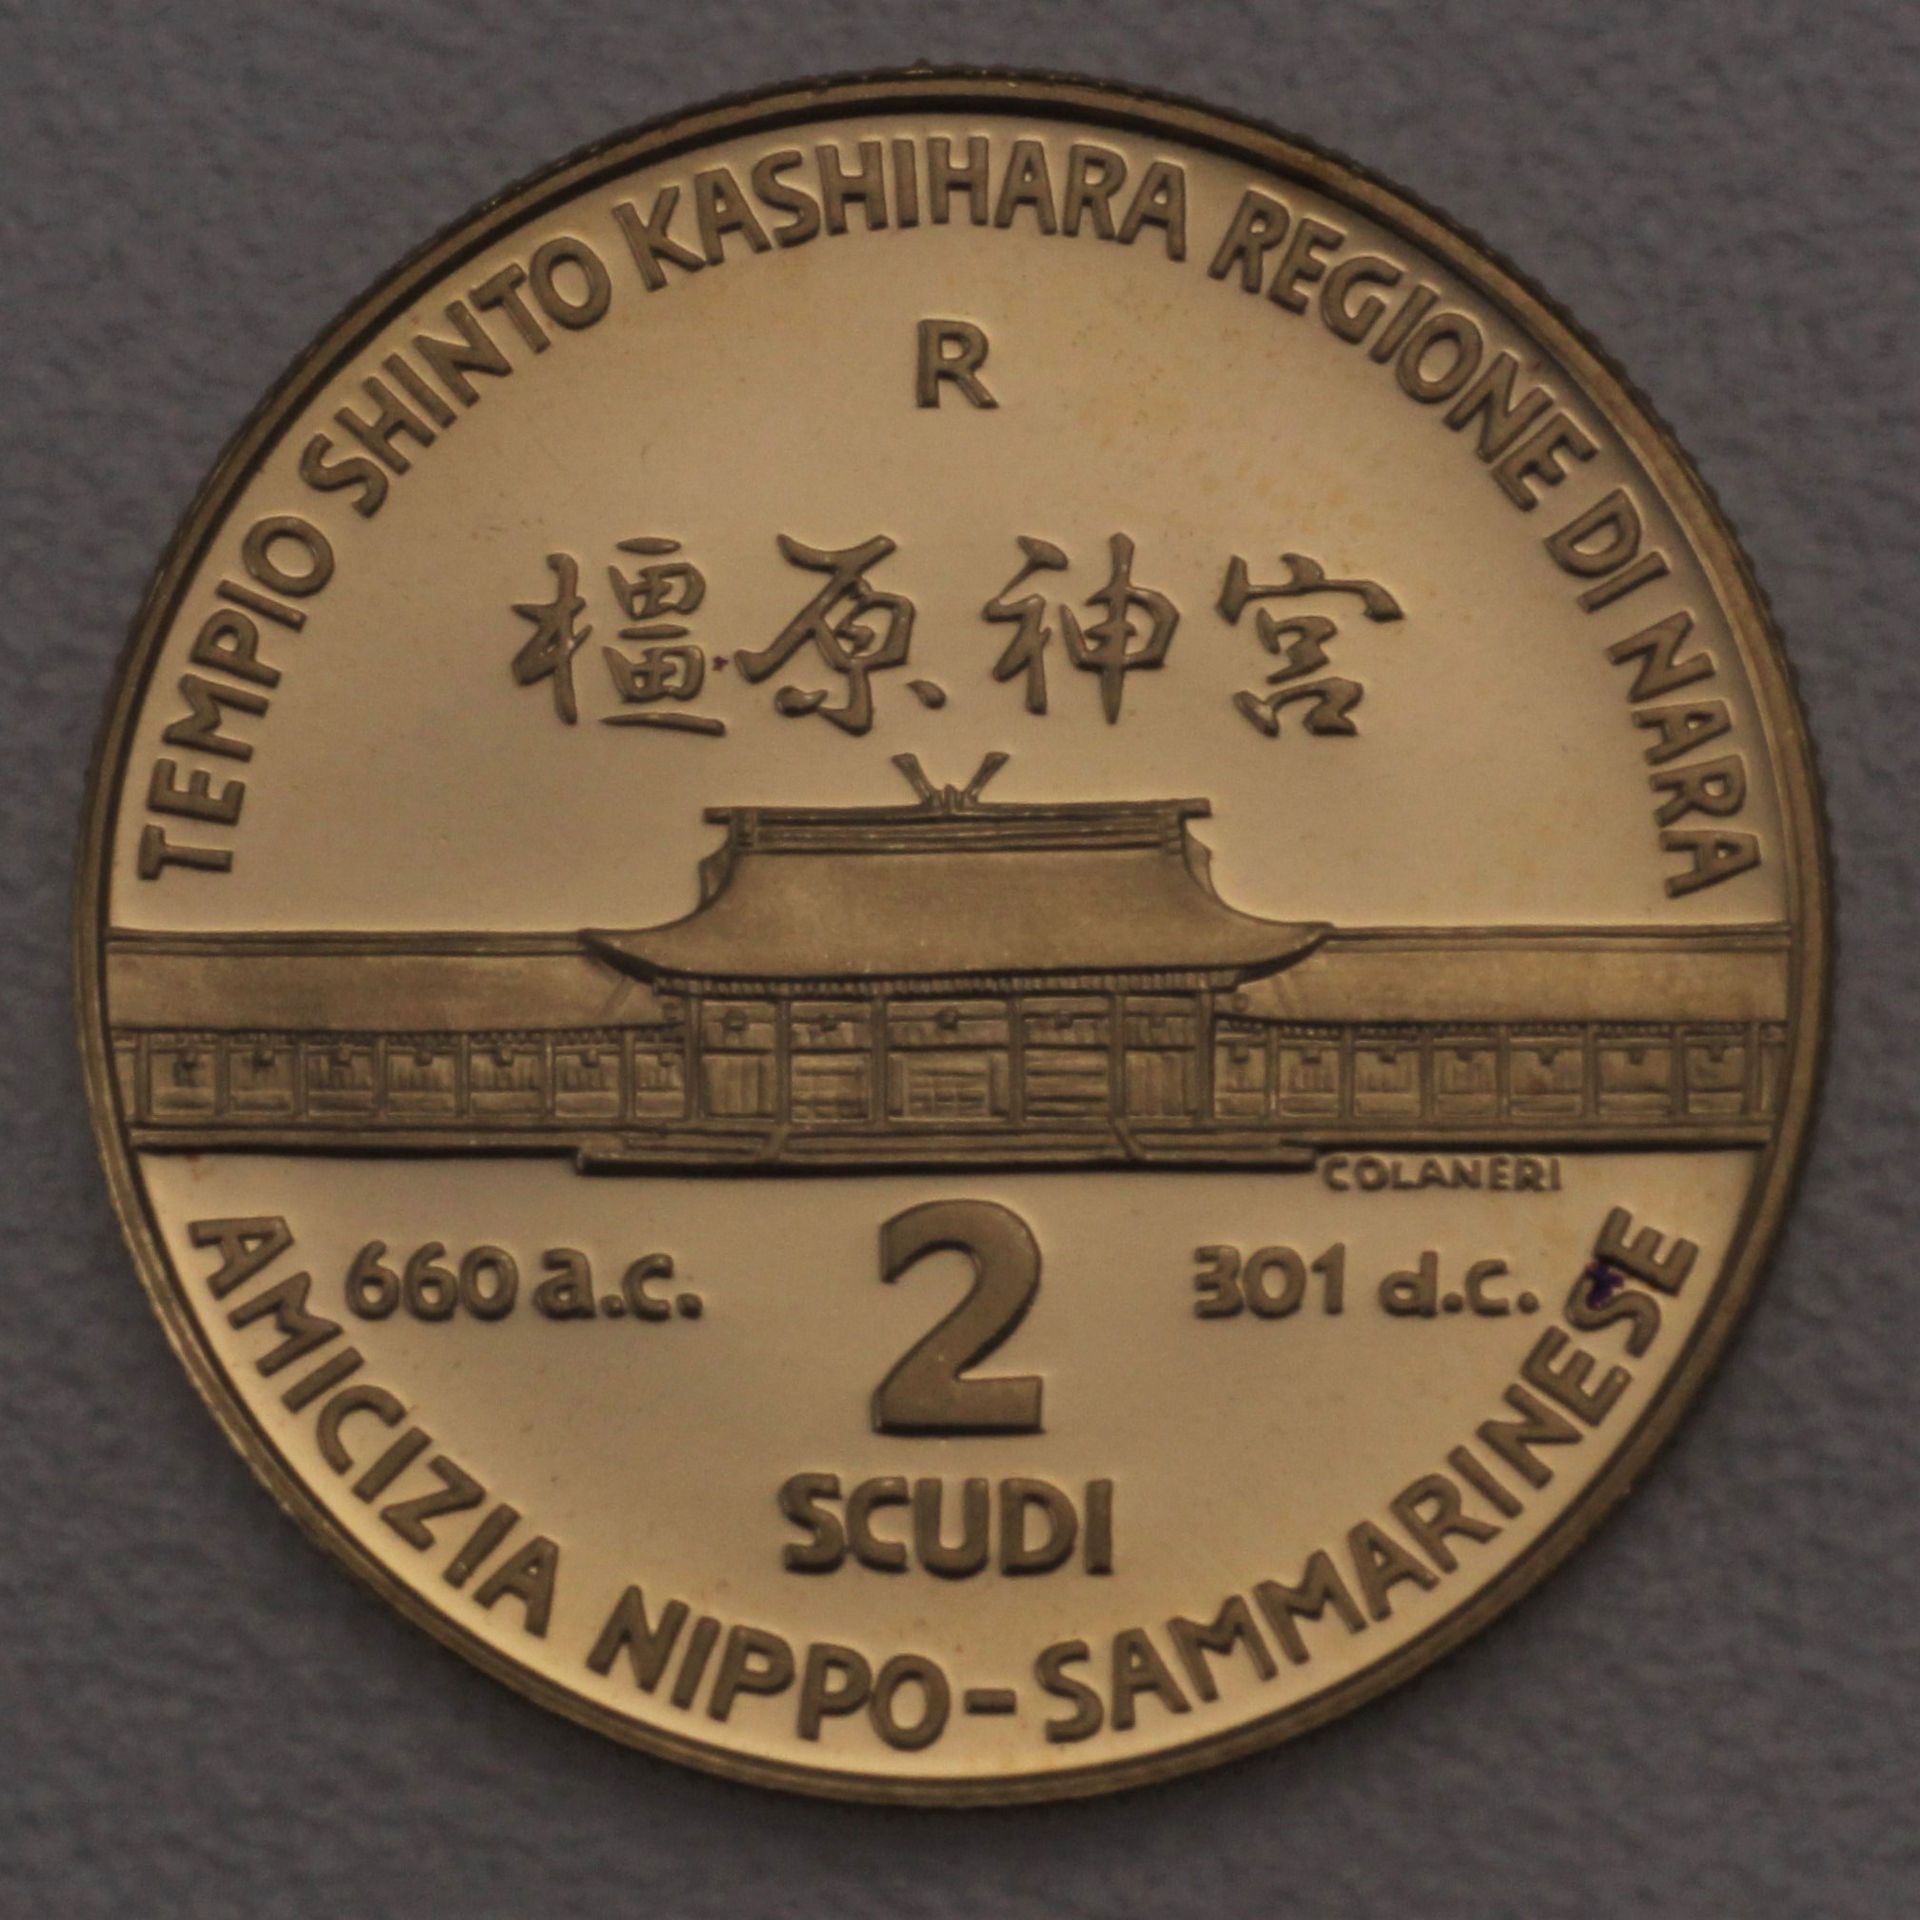 TEMPIO SHINTO KASHIHARA REGIONE DI NARA
R
橿原神宮
COLANERI
660 a.c.
2
301 d.c.
SCUDI
AMICIZIA NIPPO-SAMMARINESE